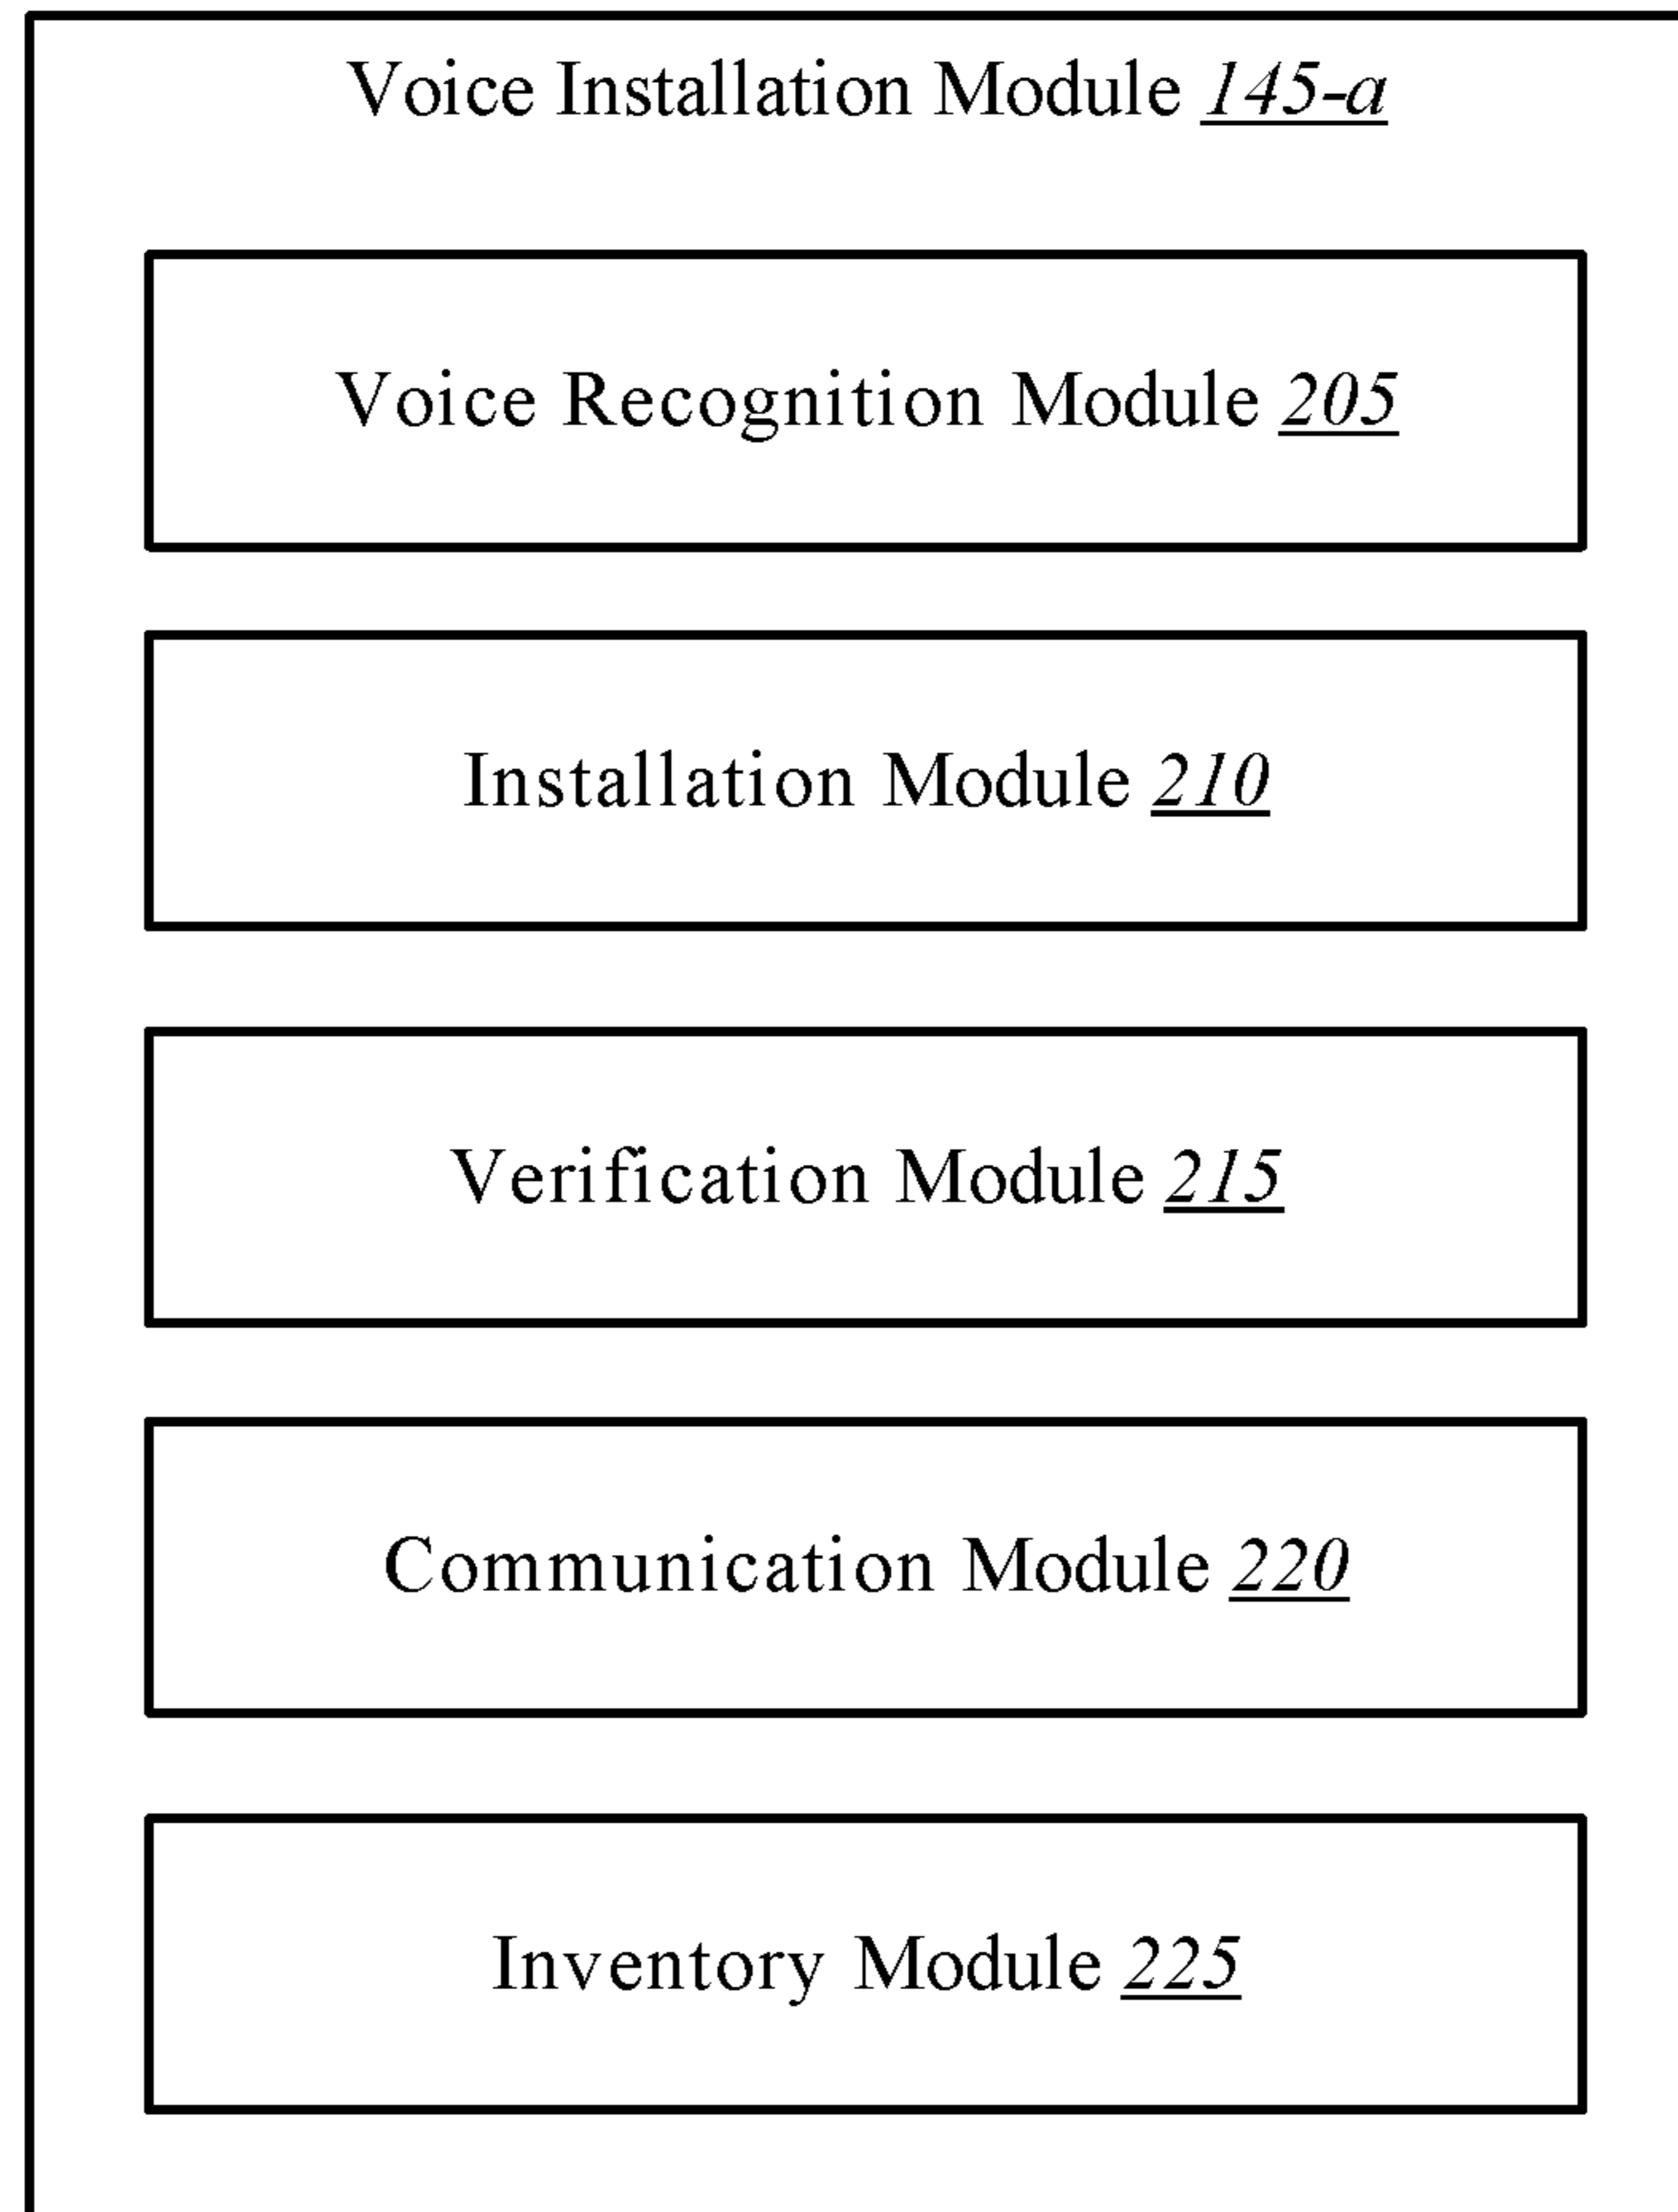 Voice Installation Module 145-a
Voice Recognition Module 205
Installation Module 210
Verification Module 215
Communication Module 220
Inventory Module 225